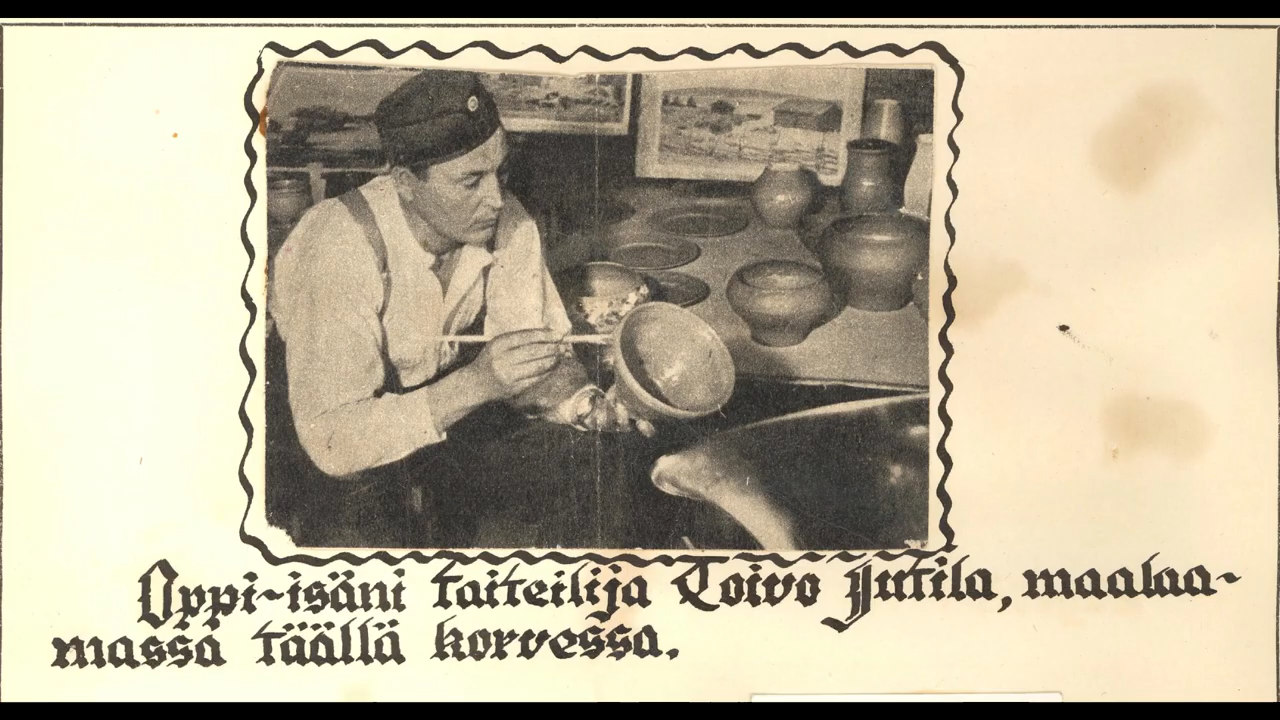 Oppi-isäni taiteilija Toivo Jutila, maalaa-
massa täällä korvessa.